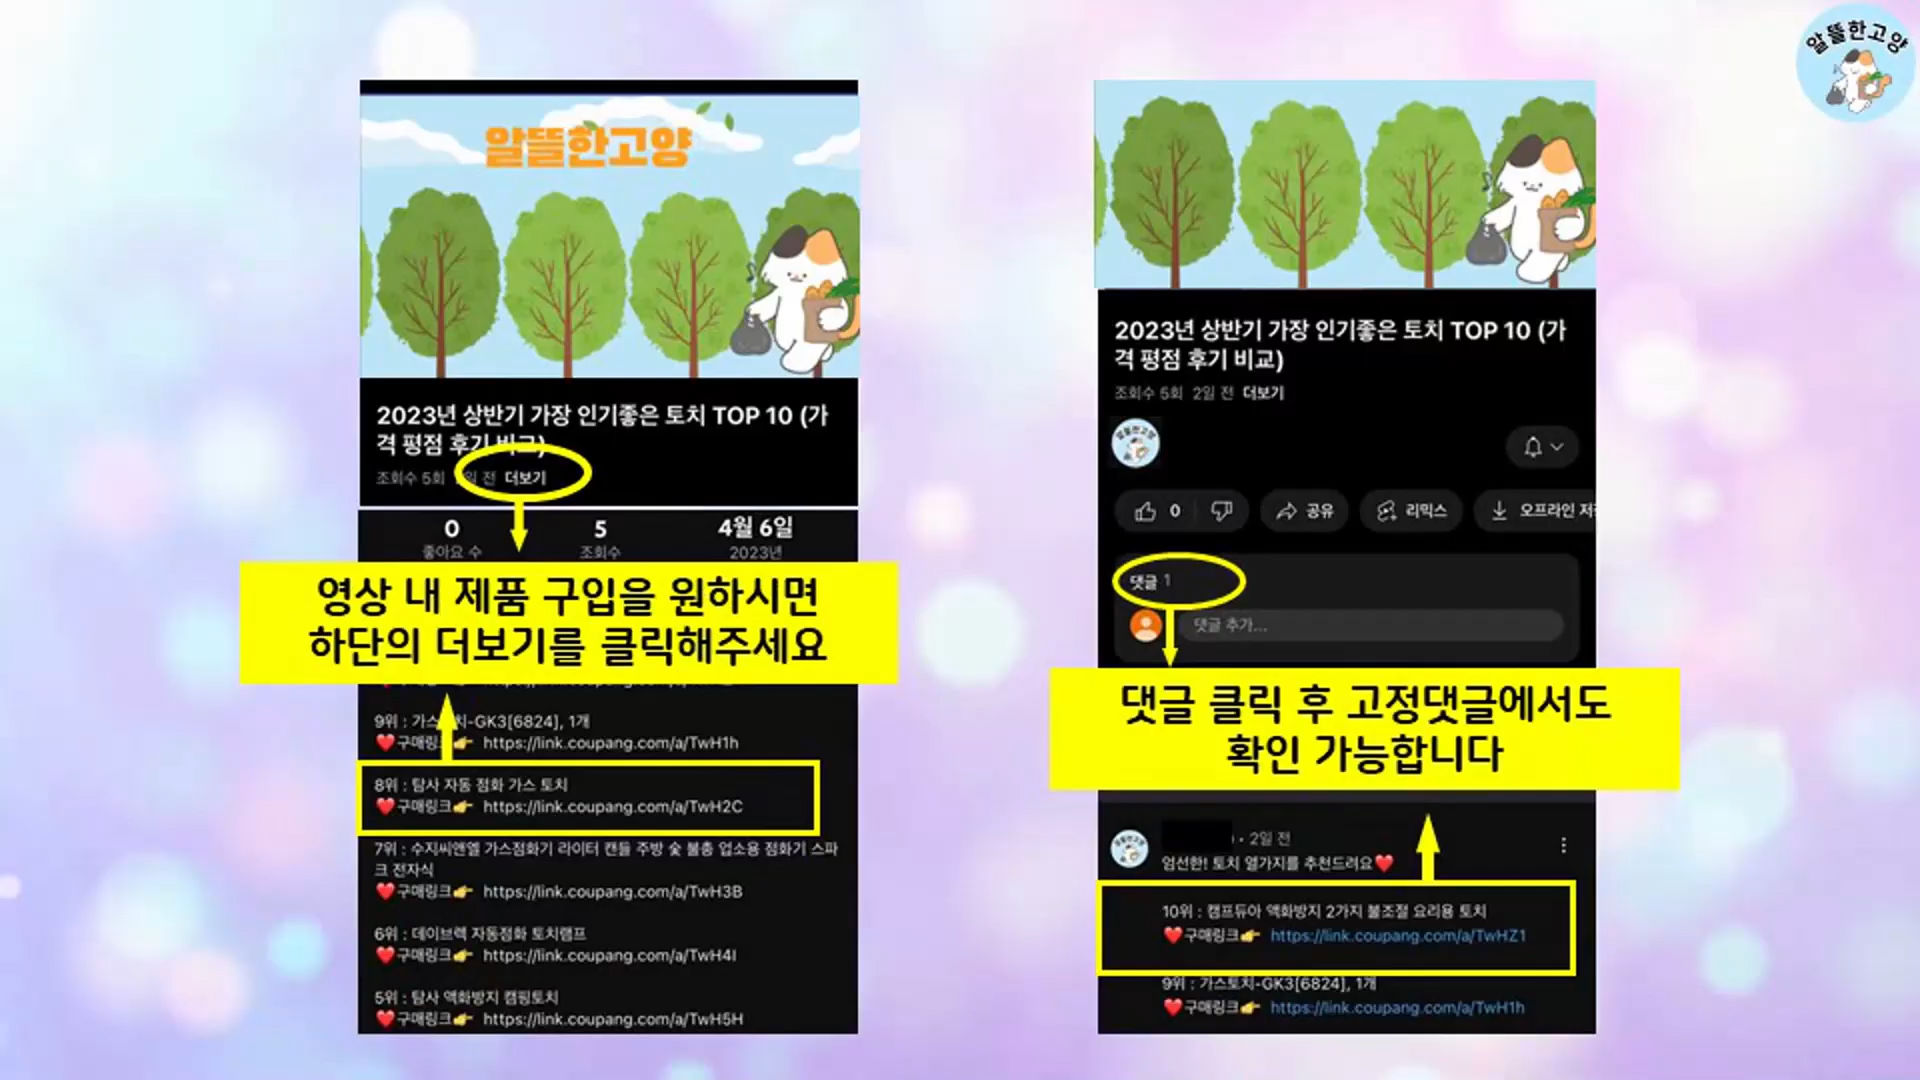 알뜰한고양
알뜰한고양
2023년 상반기 가장 인기좋은 토치 TOP 10 (가
격 평점 후기 비교)
조회수 5회 일 전 더보기
0 5 4월 6일
좋아요 수 조회수 2023년
영상 내 제품 구입을 원하시면
하단의 더보기를 클릭해주세요
9위 : 가스토치-GK3[6824], 1개
❤️구매링크👉 https://link.coupang.com/a/TwH1h
8위 : 탐사 자동 점화 가스 토치
❤️구매링크👉 https://link.coupang.com/a/TwH2C
7위 : 수지씨앤엘 가스점화기 라이터 캔들 주방 숯 불총 업소용 점화기 스파
크 전자식
❤️구매링크👉 https://link.coupang.com/a/TwH3B
6위 : 데이브렉 자동점화 토치램프
❤️구매링크👉 https://link.coupang.com/a/TwH4I
5위 : 탐사 액화방지 캠핑토치
❤️구매링크👉 https://link.coupang.com/a/TwH5H
2023년 상반기 가장 인기좋은 토치 TOP 10 (가
격 평점 후기 비교)
조회수 5회 2일 전 더보기
알뜰한고양
0 공유 리믹스 오프라인 저
댓글 1
댓글 추가...
댓글 클릭 후 고정댓글에서도
확인 가능합니다
알뜰한고양
• 2일 전
엄선한! 토치 열가지를 추천드려요❤️
10위 : 캠프듀아 액화방지 2가지 불조절 요리용 토치
❤️구매링크👉 https://link.coupang.com/a/TwHZ1
9위 : 가스토치-GK3[6824], 1개
❤️구매링크👉 https://link.coupang.com/a/TwH1h